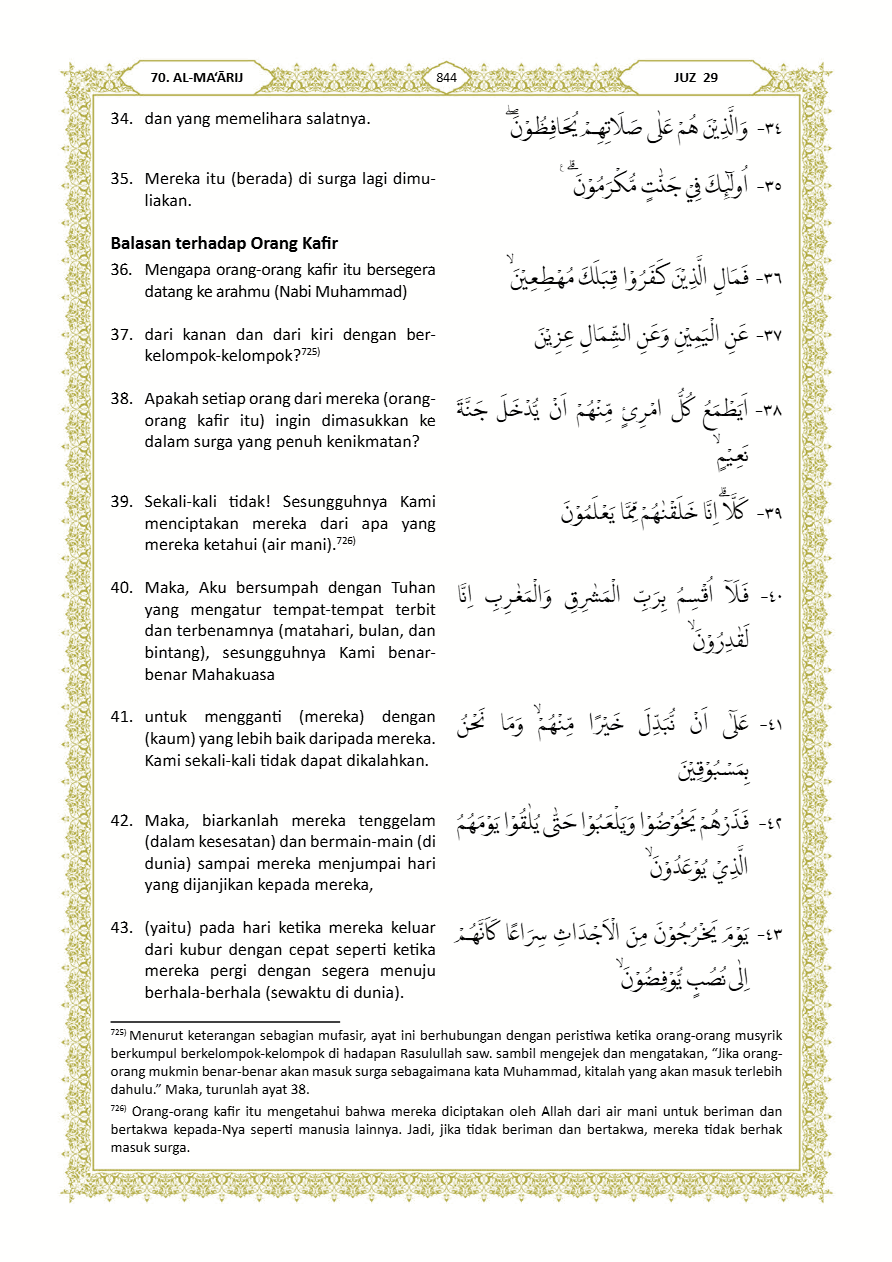 70. AL-MA‘ĀRIJ
844
JUZ 29
34. dan yang memelihara salatnya.
وَالَّذِيْنَ هُمْ عَلٰى صَلَاتِهِمْ يُحَافِظُوْنَۖ -٣٤
35. Mereka itu (berada) di surga lagi dimu-
liakan.
اُولٰۤىِٕكَ فِيْ جَنّٰتٍ مُّكْرَمُوْنَ ۗ ࣖ -٣٥
Balasan terhadap Orang Kafir
36. Mengapa orang-orang kafir itu bersegera
datang ke arahmu (Nabi Muhammad)
فَمَالِ الَّذِيْنَ كَفَرُوْا قِبَلَكَ مُهْطِعِيْنَۙ -٣٦
37. dari kanan dan dari kiri dengan ber-
kelompok-kelompok?725)
عَنِ الْيَمِيْنِ وَعَنِ الشِّمَالِ عِزِيْنَ -٣٧
38. Apakah setiap orang dari mereka (orang-
orang kafir itu) ingin dimasukkan ke
dalam surga yang penuh kenikmatan?
اَيَطْمَعُ كُلُّ امْرِئٍ مِّنْهُمْ اَنْ يُّدْخَلَ جَنَّةَ -٣٨
نَعِيْمٍۙ
39. Sekali-kali tidak! Sesungguhnya Kami
menciptakan mereka dari apa yang
mereka ketahui (air mani).726)
كَلَّاۗ اِنَّا خَلَقْنٰهُمْ مِّمَّا يَعْلَمُوْنَ -٣٩
40. Maka, Aku bersumpah dengan Tuhan
yang mengatur tempat-tempat terbit
dan terbenamnya (matahari, bulan, dan
bintang), sesungguhnya Kami benar-
benar Mahakuasa
فَلَآ اُقْسِمُ بِرَبِّ الْمَشٰرِقِ وَالْمَغٰرِبِ اِنَّا -٤٠
لَقٰدِرُوْنَۙ
41. untuk mengganti (mereka) dengan
(kaum) yang lebih baik daripada mereka.
Kami sekali-kali tidak dapat dikalahkan.
عَلٰٓى اَنْ نُّبَدِّلَ خَيْرًا مِّنْهُمْۙ وَمَا نَحْنُ -٤١
بِمَسْبُوْقِيْنَ
42. Maka, biarkanlah mereka tenggelam
(dalam kesesatan) dan bermain-main (di
dunia) sampai mereka menjumpai hari
yang dijanjikan kepada mereka,
فَذَرْهُمْ يَخُوْضُوْا وَيَلْعَبُوْا حَتّٰى يُلٰقُوْا يَوْمَهُمُ -٤٢
الَّذِيْ يُوْعَدُوْنَۙ
43. (yaitu) pada hari ketika mereka keluar
dari kubur dengan cepat seperti ketika
mereka pergi dengan segera menuju
berhala-berhala (sewaktu di dunia).
يَوْمَ يَخْرُجُوْنَ مِنَ الْاَجْدَاثِ سِرَاعًا كَاَنَّهُمْ -٤٣
اِلٰى نُصُبٍ يُّوْفِضُوْنَۙ
725) Menurut keterangan sebagian mufasir, ayat ini berhubungan dengan peristiwa ketika orang-orang musyrik
berkumpul berkelompok-kelompok di hadapan Rasulullah saw. sambil mengejek dan mengatakan, “Jika orang-
orang mukmin benar-benar akan masuk surga sebagaimana kata Muhammad, kitalah yang akan masuk terlebih
dahulu.” Maka, turunlah ayat 38.
726) Orang-orang kafir itu mengetahui bahwa mereka diciptakan oleh Allah dari air mani untuk beriman dan
bertakwa kepada-Nya seperti manusia lainnya. Jadi, jika tidak beriman dan bertakwa, mereka tidak berhak
masuk surga.